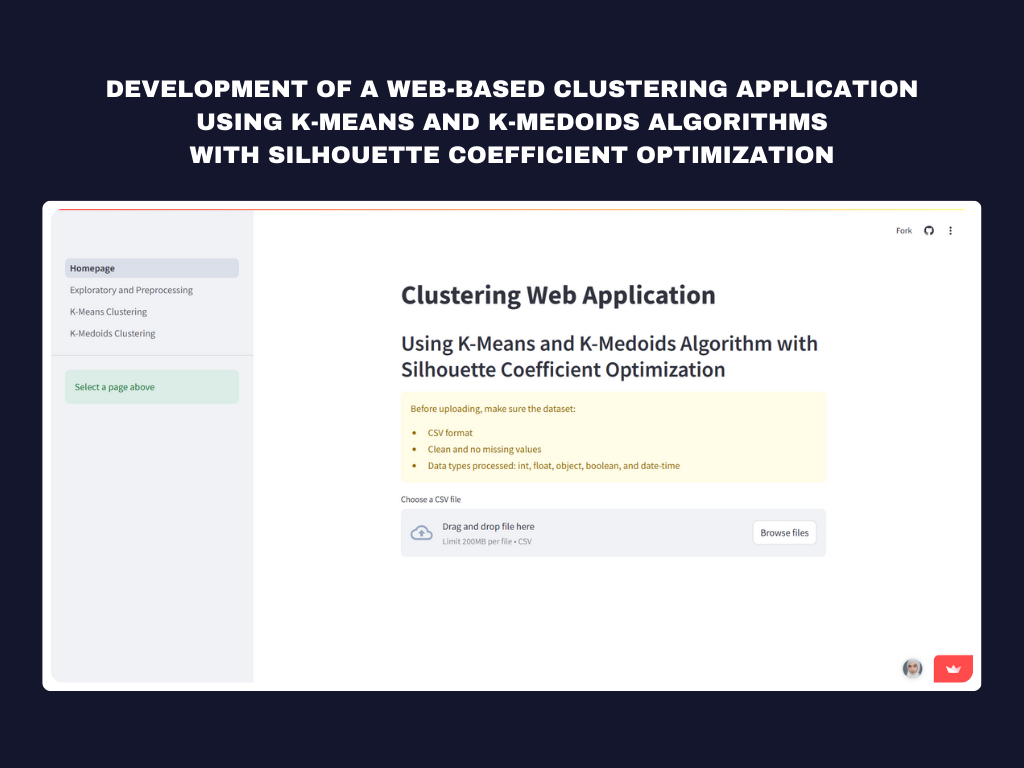 DEVELOPMENT OF A WEB-BASED CLUSTERING APPLICATION
USING K-MEANS AND K-MEDOIDS ALGORITHMS
WITH SILHOUETTE COEFFICIENT OPTIMIZATION
Fork
Homepage
Exploratory and Preprocessing
K-Means Clustering
K-Medoids Clustering
Select a page above
Clustering Web Application
Using K-Means and K-Medoids Algorithm with
Silhouette Coefficient Optimization
Before uploading, make sure the dataset:
• CSV format
• Clean and no missing values
• Data types processed: int, float, object, boolean, and date-time
Choose a CSV file
Drag and drop file here
Limit 200MB per file • CSV
Browse files